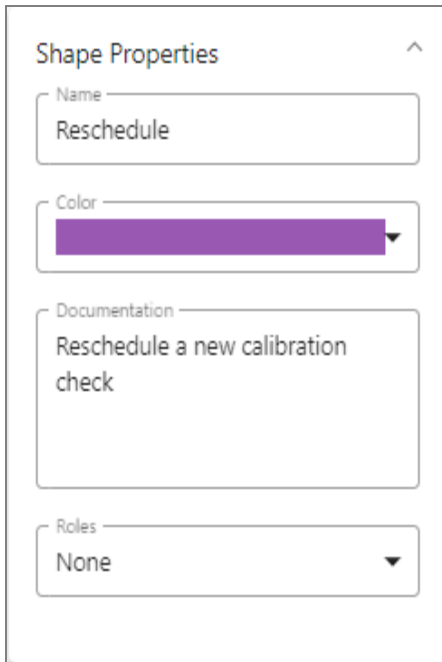 Shape Properties
Name
Reschedule
Color
Documentation
Reschedule a new calibration
check
Roles
None